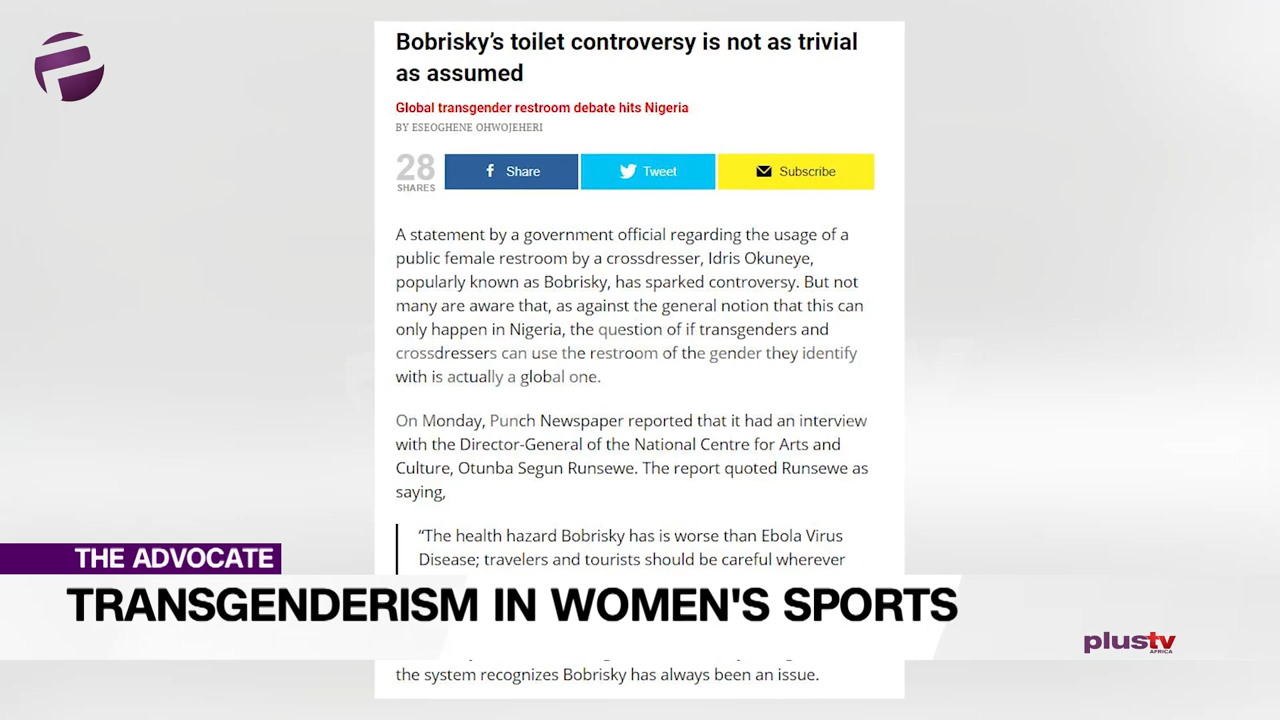 Bobrisky's toilet controversy is not as trivial
as assumed
Global transgender restroom debate hits Nigeria
BY ESEOGHENE OHWOJEHERI
28
SHARES
Share
Tweet
Subscribe
A statement by a government official regarding the usage of a
public female restroom by a crossdresser, Idris Okuneye,
popularly known as Bobrisky, has sparked controversy. But not
many are aware that, as against the general notion that this can
only happen in Nigeria, the question of if transgenders and
crossdressers can use the restroom of the gender they identify
with is actually a global one.
On Monday, Punch Newspaper reported that it had an interview
with the Director-General of the National Centre for Arts and
Culture, Otunba Segun Runsewe. The report quoted Runsewe as
saying,
“The health hazard Bobrisky has is worse than Ebola Virus
Disease; travelers and tourists should be careful wherever
THE ADVOCATE
TRANSGENDERISM IN WOMEN'S SPORTS
plustv
AFRICA
the system recognizes Bobrisky has always been an issue.